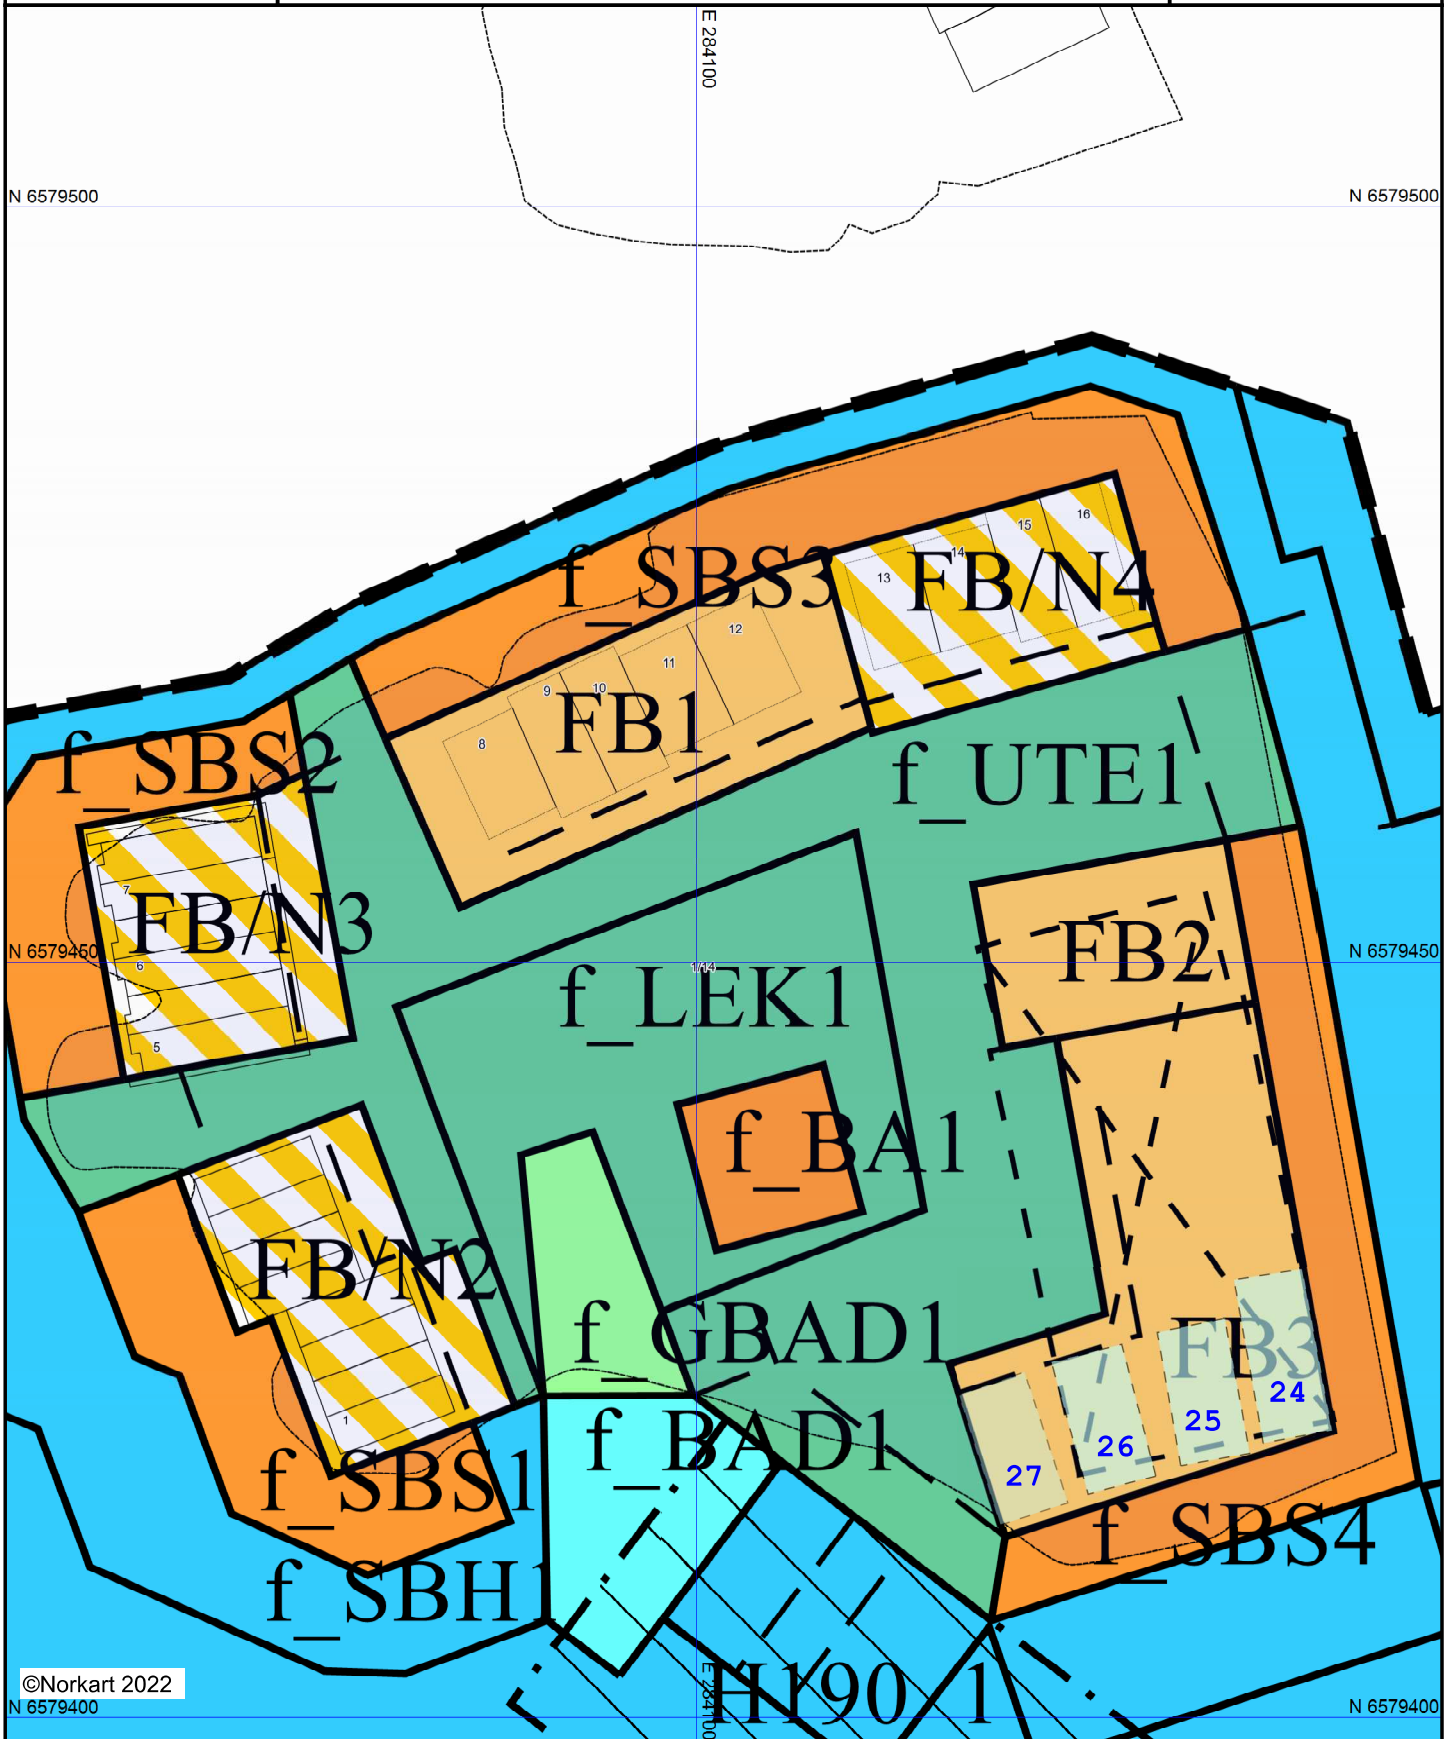 E 284100
N 6579500
N 6579500
16
15
14
13
f_SBS3
FB/N4
12
11
10
9
8
FB1
f_SBS2
f_UTE1
7
FB/N3
FB2
6
N 6579450
N 6579450
1/14
f_LEK1
5
f_BA1
FB/N2
f_GBAD1
FB3
24
25
26
27
1
f_BAD1
f_SBS1
f_SBS4
f_SBH1
H190_1
©Norkart 2022
E 284100
N 6579400
N 6579400